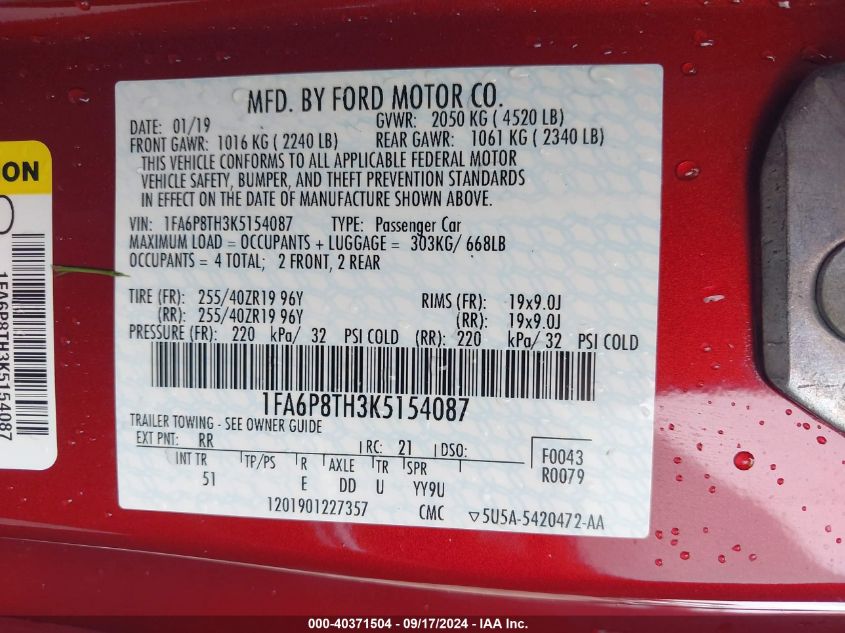 MFD. BY FORD MOTOR CO.
DATE: 01/19 GVWR: 2050 KG ( 4520 LB)
FRONT GAWR: 1016 KG ( 2240 LB) REAR GAWR: 1061 KG ( 2340 LB)
THIS VEHICLE CONFORMS TO ALL APPLICABLE FEDERAL MOTOR
VEHICLE SAFETY, BUMPER, AND THEFT PREVENTION STANDARDS
IN EFFECT ON THE DATE OF MANUFACTURE SHOWN ABOVE.
VIN: 1FA6P8TH3K5154087 TYPE: Passenger Car
MAXIMUM LOAD = OCCUPANTS + LUGGAGE = 303KG/ 668LB
OCCUPANTS = 4 TOTAL; 2 FRONT, 2 REAR
TIRE (FR): 255/40ZR19 96Y RIMS (FR): 19x9.0J
(RR): 255/40ZR19 96Y (RR): 19x9.0J
PRESSURE (FR): 220 kPa/ 32 PSI COLD (RR): 220 kPa/ 32 PSI COLD
1FA6P8TH3K5154087
TRAILER TOWING - SEE OWNER GUIDE
EXT PNT: RR RC: 21 DSO: F0043
R0079
INT TR TP/PS R AXLE TR SPR
51 E DD U YY9U
1201901227357 CMC ▽5U5A-5420472-AA
ON
1FA6P8TH3K5154087
000-40371504 - 09/17/2024 - IAA Inc.